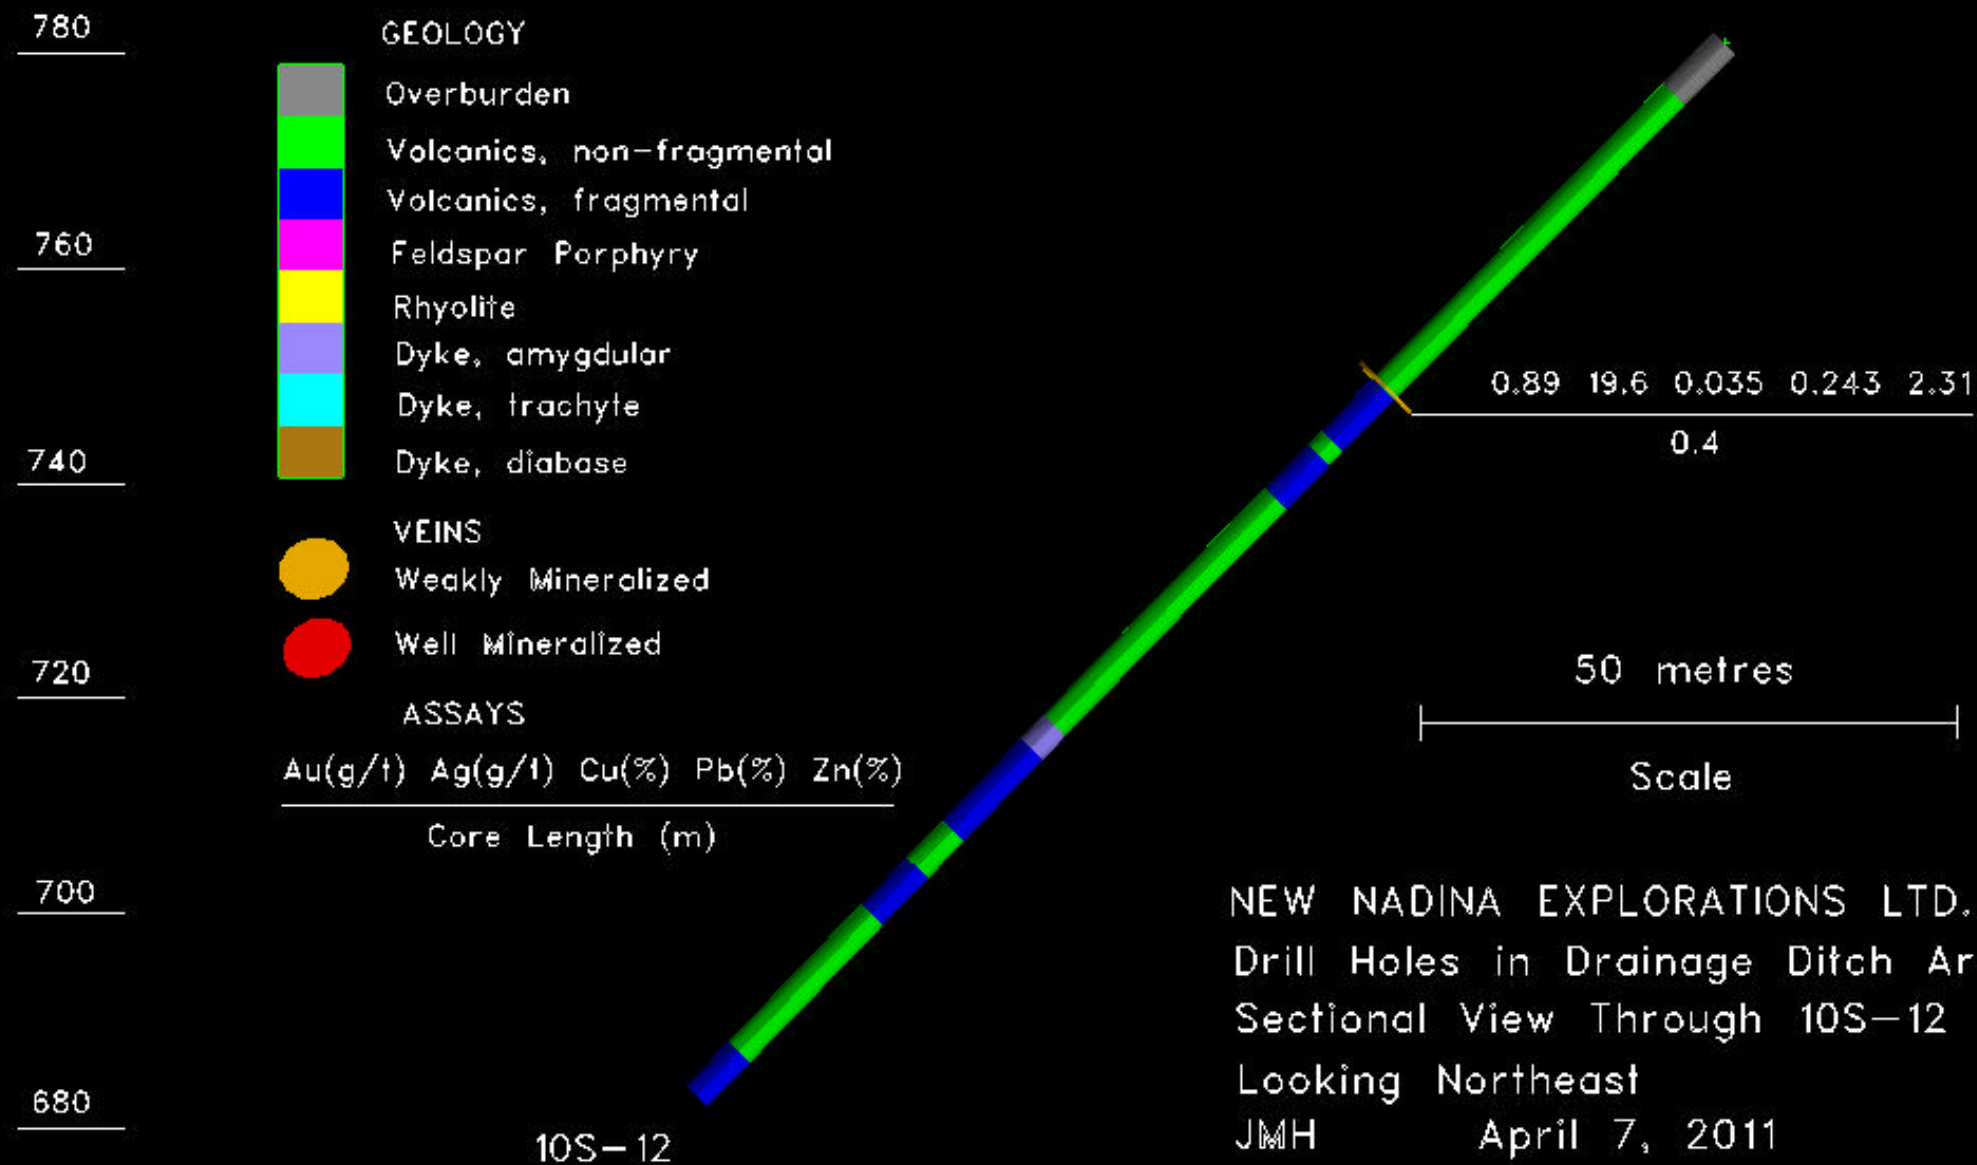 780
760
740
720
700
680
GEOLOGY
Overburden
Volcanics, non-fragmental
Volcanics, fragmental
Feldspar Porphyry
Rhyolite
Dyke, amygdular
Dyke, trachyte
Dyke, diabase
VEINS
Weakly Mineralized
Well Mineralized
ASSAYS
Au(g/t) Ag(g/t) Cu(%) Pb(%) Zn(%)
Core Length (m)
10S-12
0.89 19.6 0.035 0.243 2.31
0.4
50 metres
Scale
NEW NADINA EXPLORATIONS LTD.
Drill Holes in Drainage Ditch Ar
Sectional View Through 10S-12
Looking Northeast
JMH April 7, 2011